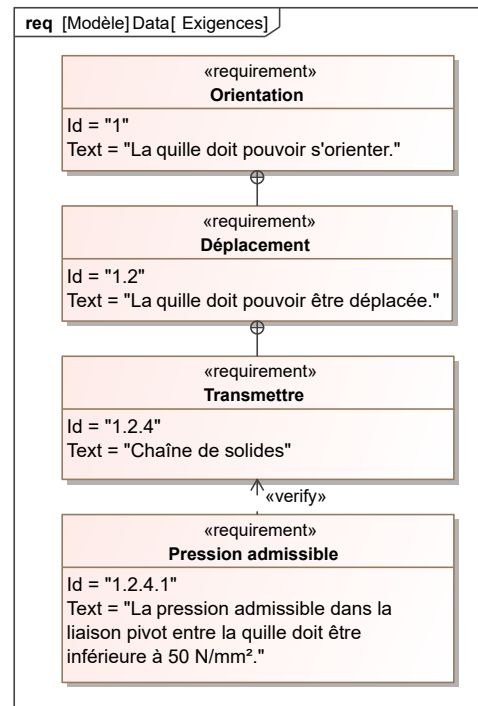 req [Modèle] Data[ Exigences]
«requirement»
Orientation
Id = "1"
Text = "La quille doit pouvoir s'orienter."
«requirement»
Déplacement
Id = "1.2"
Text = "La quille doit pouvoir être déplacée."
«requirement»
Transmettre
Id = "1.2.4"
Text = "Chaîne de solides"
«verify»
«requirement»
Pression admissible
Id = "1.2.4.1"
Text = "La pression admissible dans la
liaison pivot entre la quille doit être
inférieure à 50 N/mm²."